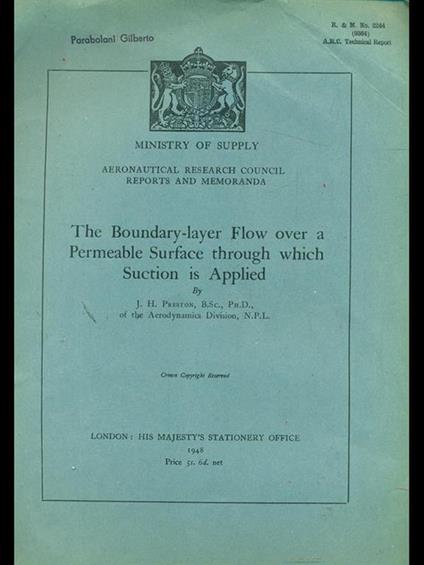 Parabolani Gilberto
R. & M. No. 2244
(9304)
A.R.C. Technical Report
MINISTRY OF SUPPLY
AERONAUTICAL RESEARCH COUNCIL
REPORTS AND MEMORANDA
The Boundary-layer Flow over a
Permeable Surface through which
Suction is Applied
By
J. H. PRESTON, B.SC., PH.D.,
of the Aerodynamics Division, N.P.L.
Crown Copyright Reserved
LONDON: HIS MAJESTY'S STATIONERY OFFICE
1948
Price 5s. 6d. net